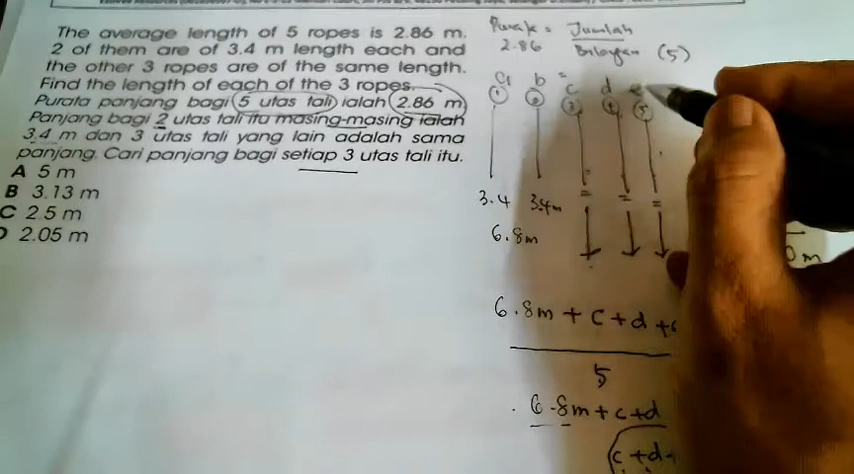 The average length of 5 ropes is 2.86 m.
2 of them are of 3.4 m length each and
the other 3 ropes are of the same length.
Find the length of each of the 3 ropes.
Purata panjang bagi 5 utas tali ialah 2.86 m
Panjang bagi 2 utas tali itu masing-masing ialah
3.4 m dan 3 utas tali yang lain adalah sama
panjang. Cari panjang bagi setiap 3 utas tali itu.
A 5 m
B 3.13 m
C 2.5 m
2.05 m
= Jumlah
2.86 Bilangan (5)
a b c d
1 2 3 4 5
3.4 3.4m = = =
6.8m
0m
6.8m + c + d +
5
6.8m + c + d
c + d